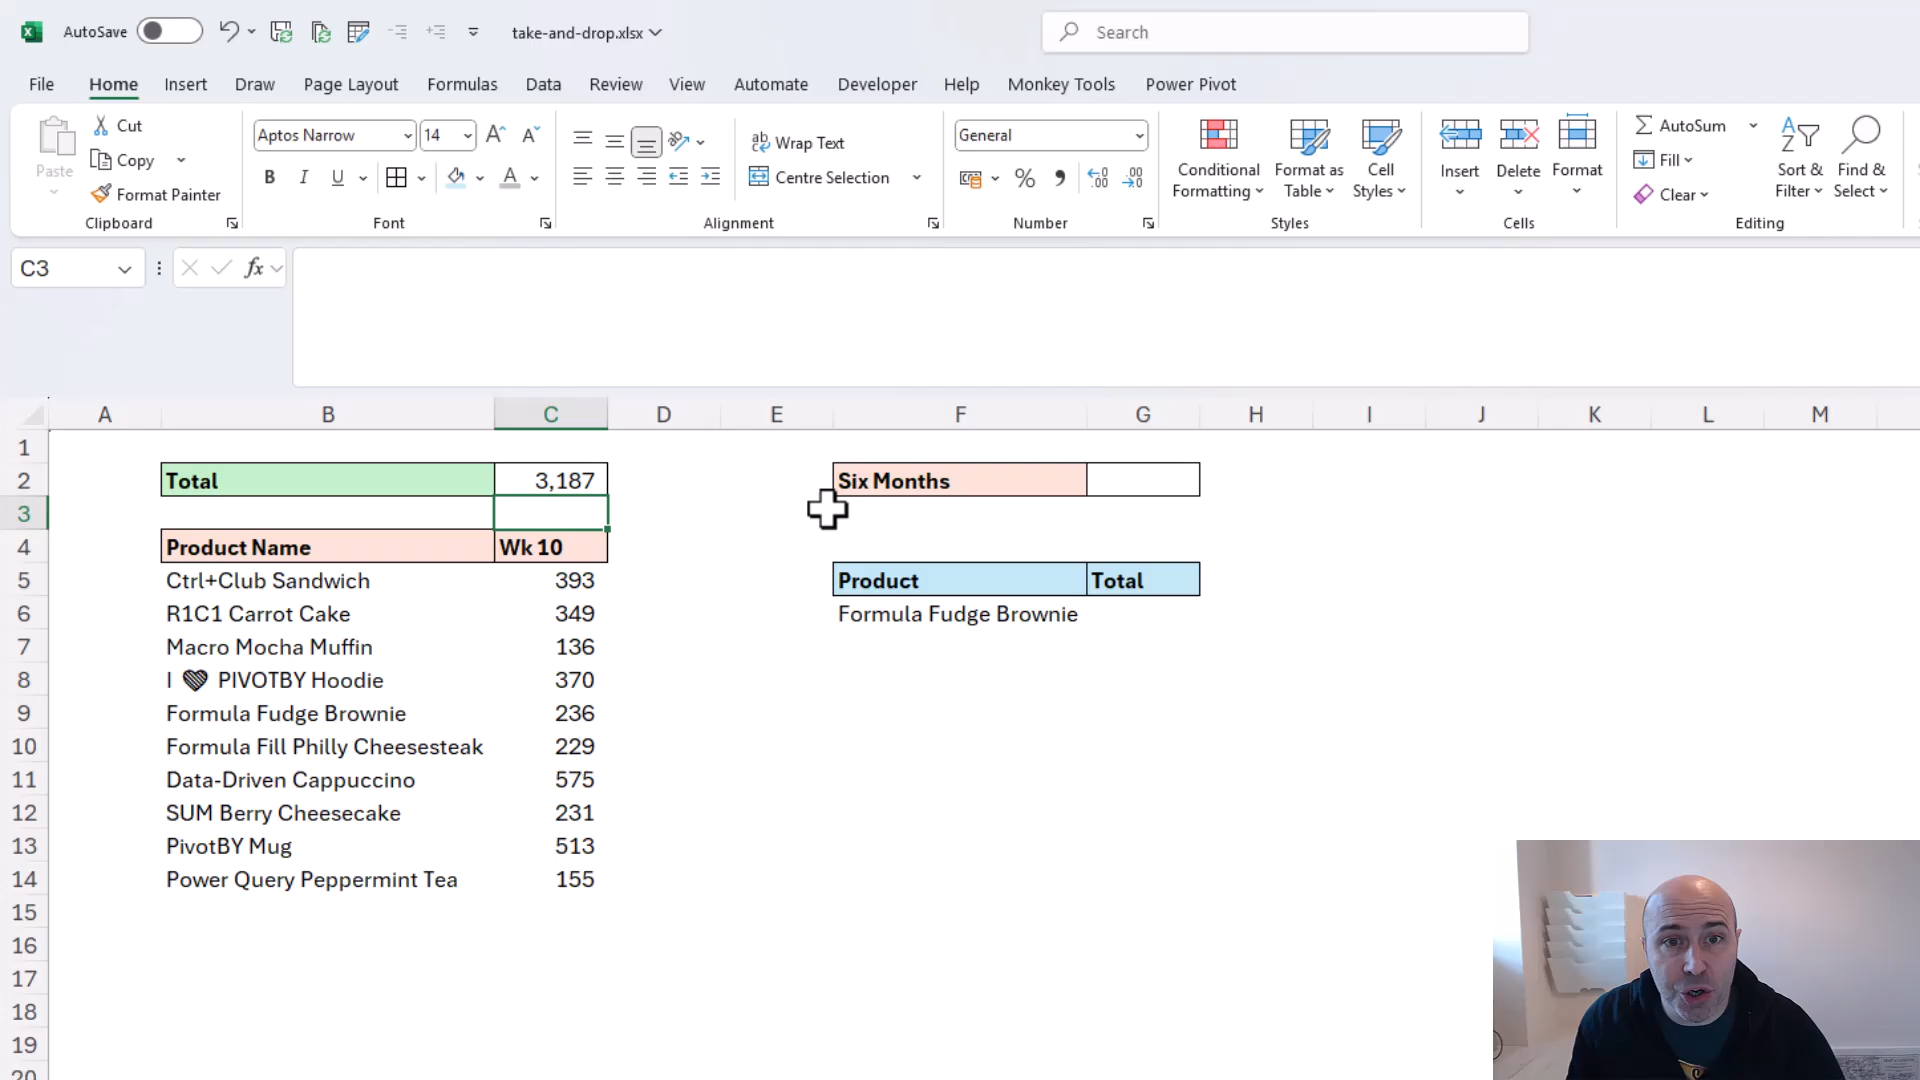 AutoSave
take-and-drop.xlsx
Search
File Home Insert Draw Page Layout Formulas Data Review View Automate Developer Help Monkey Tools Power Pivot
Paste
Cut
Copy
Format Painter
Clipboard
Aptos Narrow
14
B I U
Font
Wrap Text
Centre Selection
Alignment
General
Number
Conditional Formatting
Format as Table
Cell Styles
Styles
Insert
Delete
Format
Cells
AutoSum
Fill
Clear
Sort & Filter
Find & Select
Editing
C3
fx
A B C D E F G H I J K L M
1
2 Total 3,187 Six Months
3
4 Product Name Wk 10
5 Ctrl+Club Sandwich 393 Product Total
6 R1C1 Carrot Cake 349 Formula Fudge Brownie
7 Macro Mocha Muffin 136
8 I 🖤 PIVOTBY Hoodie 370
9 Formula Fudge Brownie 236
10 Formula Fill Philly Cheesesteak 229
11 Data-Driven Cappuccino 575
12 SUM Berry Cheesecake 231
13 PivotBY Mug 513
14 Power Query Peppermint Tea 155
15
16
17
18
19
20